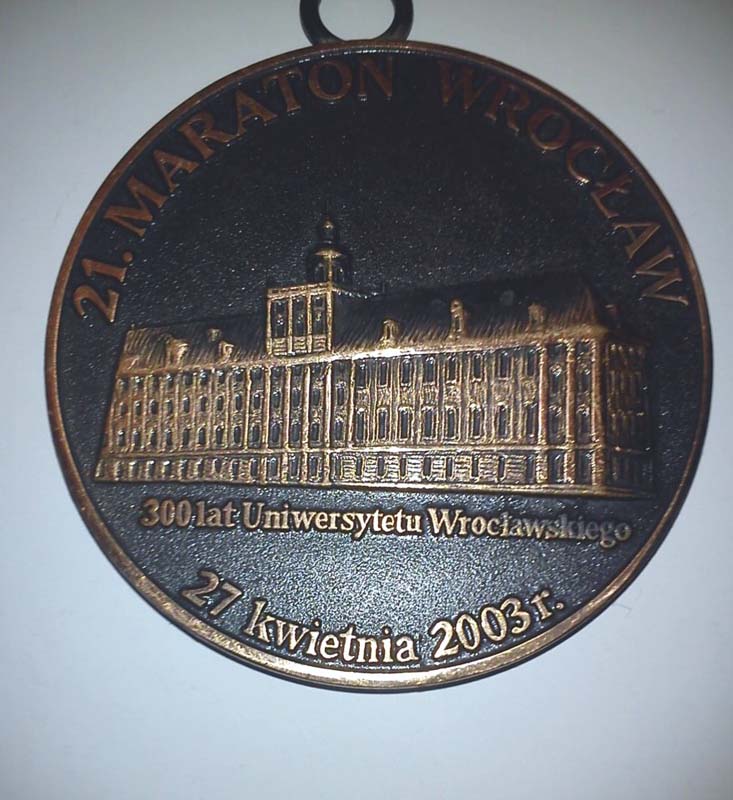 21. MARATON WROCŁAW
300 lat Uniwersytetu Wrocławskiego
27 kwietnia 2003 r.